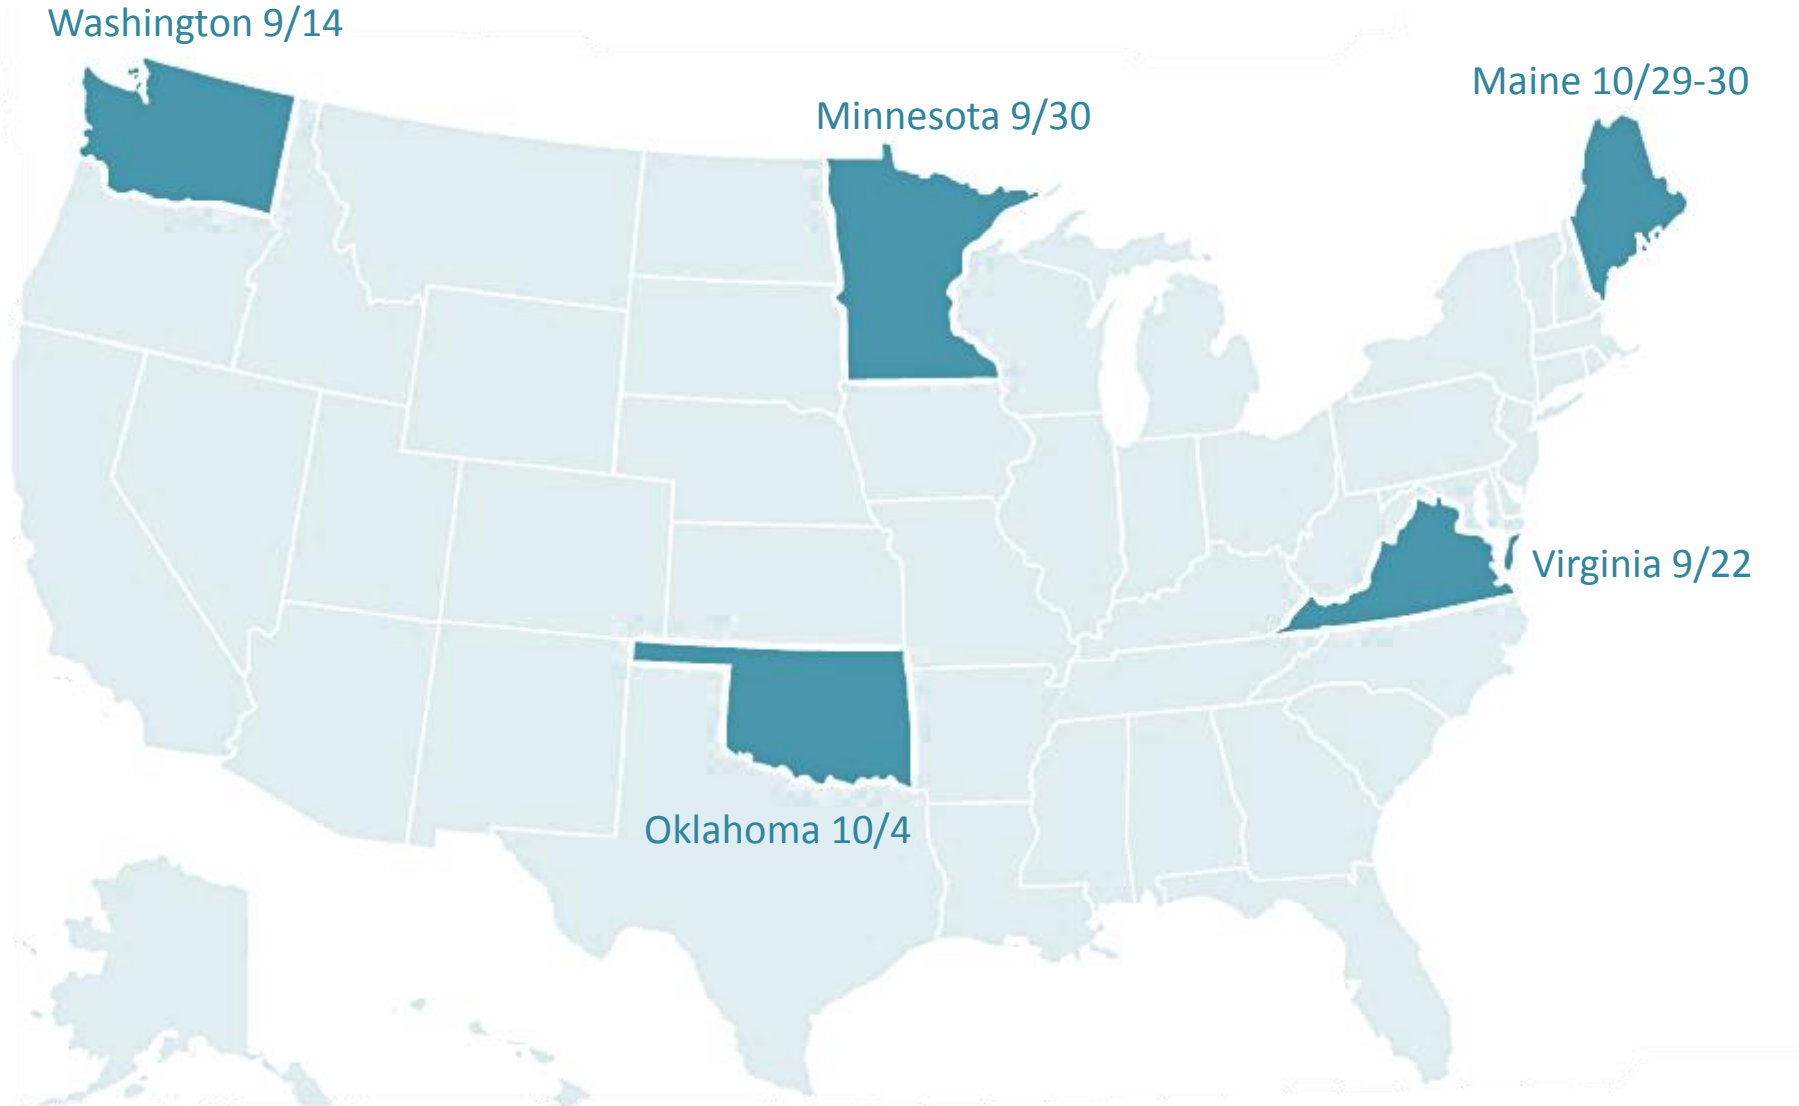 Washington 9/14
Maine 10/29-30
Minnesota 9/30
Virginia 9/22
Oklahoma 10/4